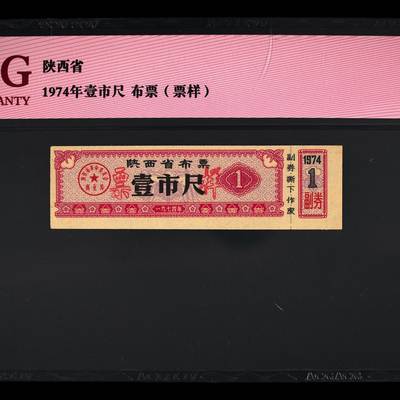 G
陕西省
ANTY
1974年壹市尺 布票（票样）
陕西省布票
票 壹市尺 样
1
一九七四年
副券撕下作废
1974
1
副券